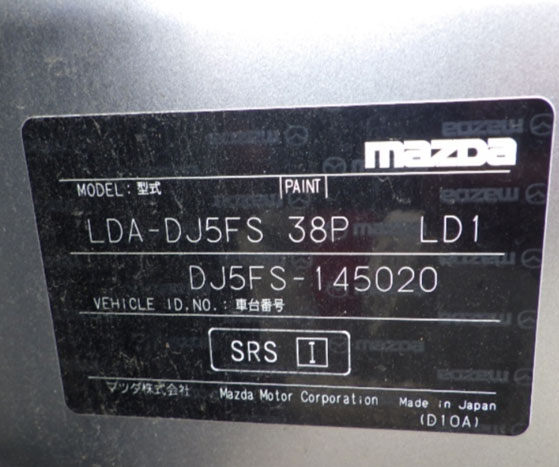 mazda
MODEL:型式 PAINT
LDA-DJ5FS 38P LD1
DJ5FS-145020
VEHICLE ID.NO.:車台番号
SRS I
マツダ株式会社 Mazda Motor Corporation Made in Japan
(D10A)